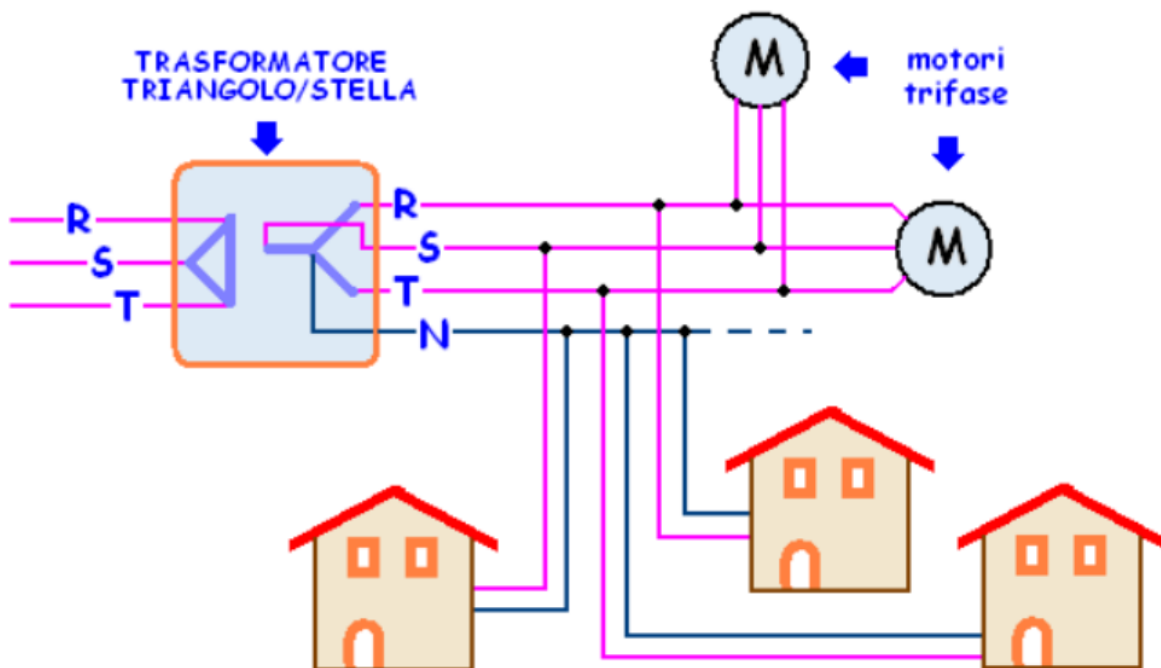 TRASFORMATORE
TRIANGOLO/STELLA
M
motori
trifase
R
S
T
R
S
T
N
M